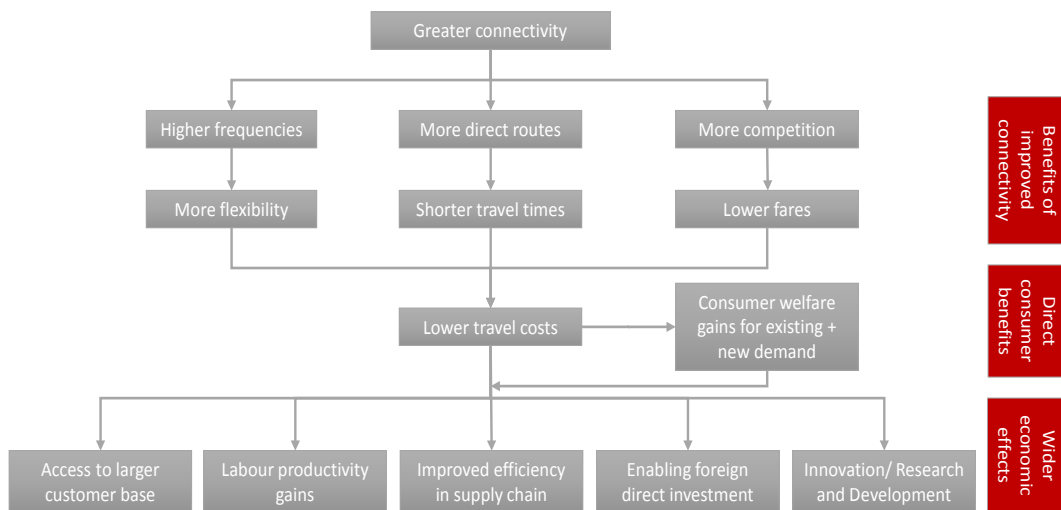 Greater connectivity
Higher frequencies
More direct routes
More competition
More flexibility
Shorter travel times
Lower fares
Benefits of
improved
connectivity
Lower travel costs
Consumer welfare
gains for existing +
new demand
Direct
consumer
benefits
Access to larger
customer base
Labour productivity
gains
Improved efficiency
in supply chain
Enabling foreign
direct investment
Innovation/ Research
and Development
Wider
economic
effects